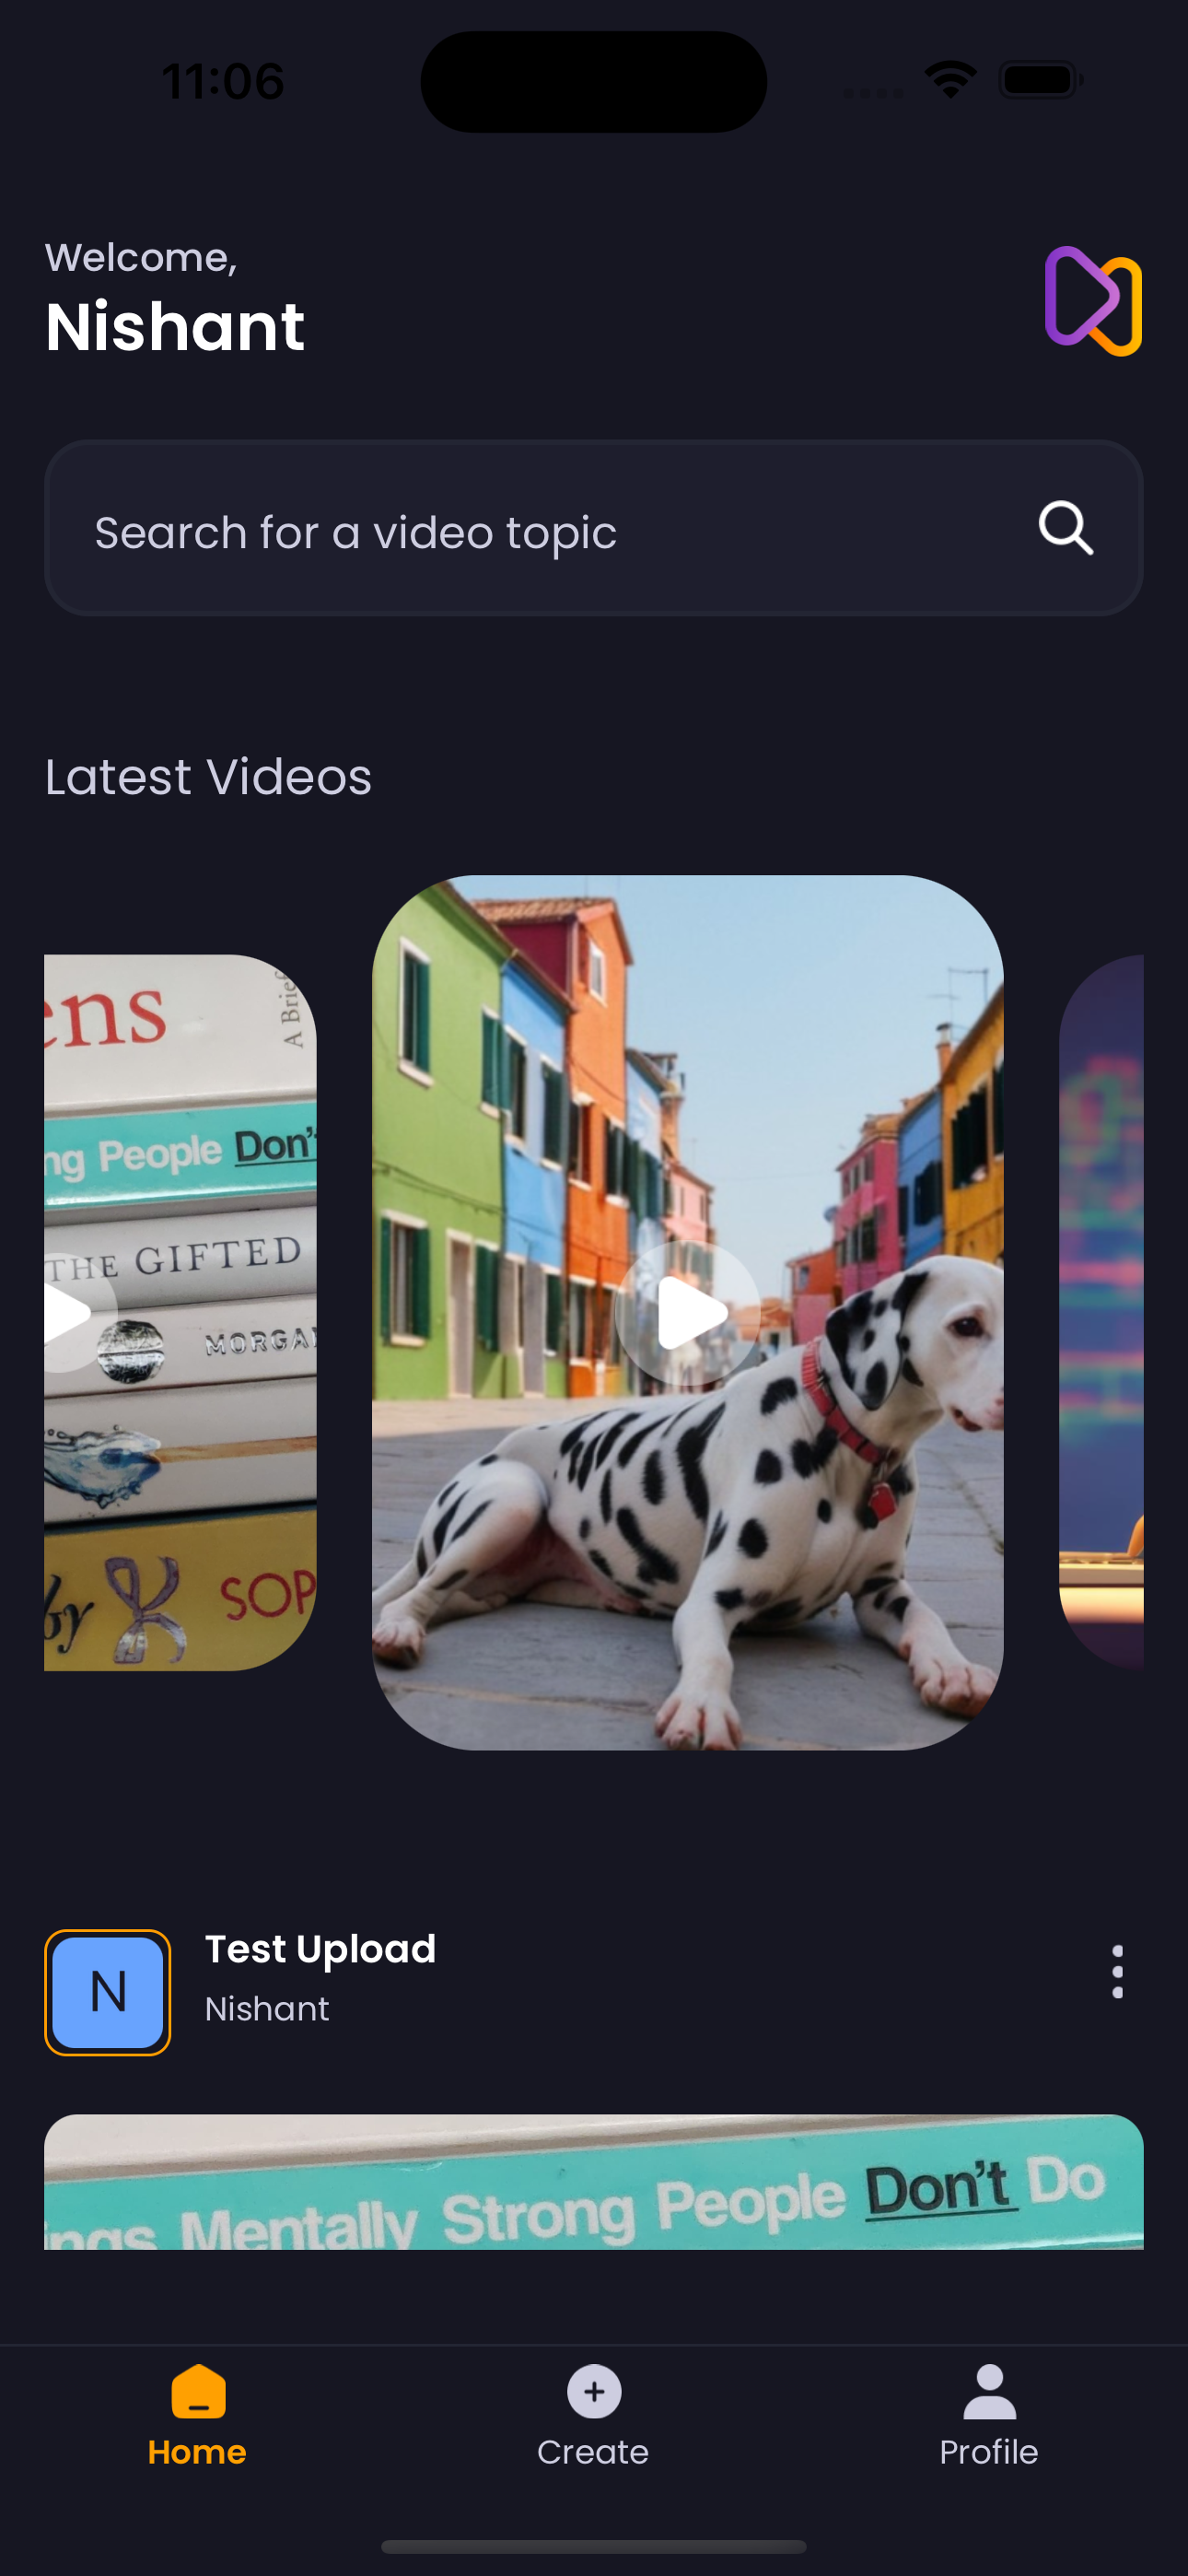 11:06
Welcome,
Nishant
Search for a video topic
Latest Videos
ens
A Brief
ng People Don't
THE GIFTED
MORGA
by
SOP
N
Test Upload
Nishant
ings Mentally Strong People Don't Do
Home
Create
Profile